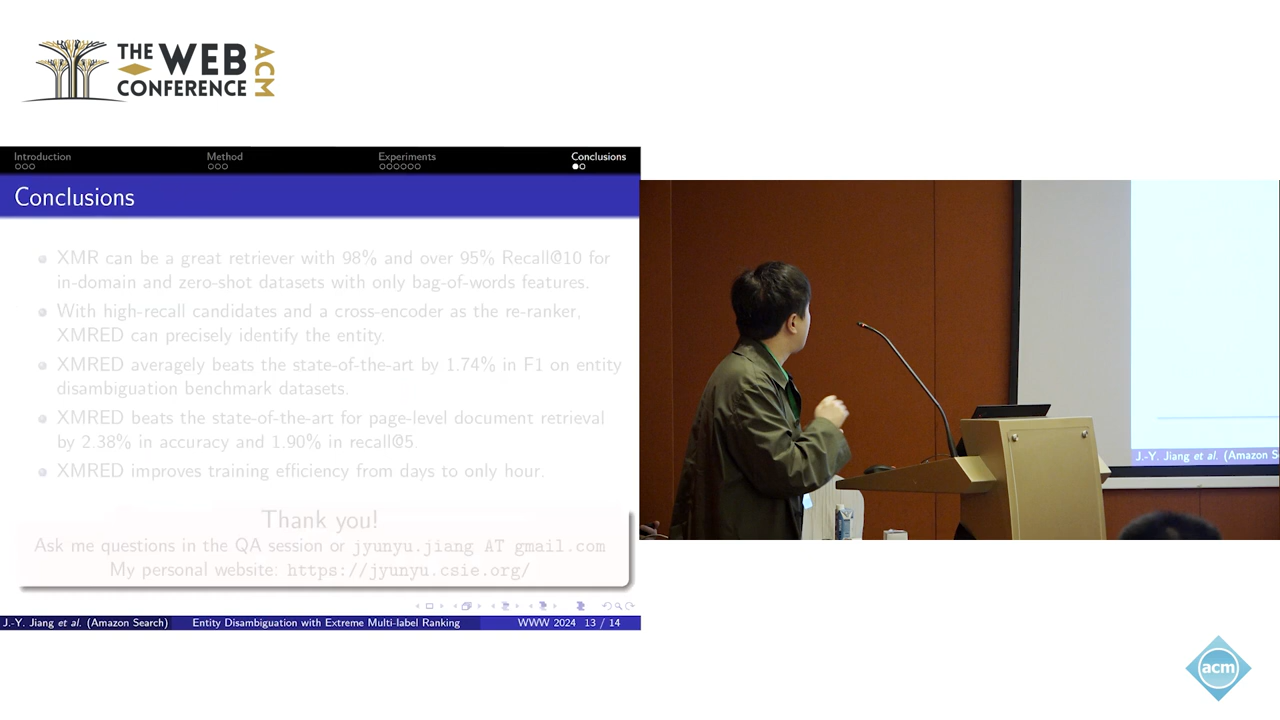 THE WEB
CONFERENCE
ACM
Introduction Method Experiments Conclusions
Conclusions
XMR can be a great retriever with 98% and over 95% Recall@10 for
in-domain and zero-shot datasets with only bag-of-words features.
With high-recall candidates and a cross-encoder as the re-ranker,
XMRED can precisely identify the entity.
XMRED averagely beats the state-of-the-art by 1.74% in F1 on entity
disambiguation benchmark datasets.
XMRED beats the state-of-the-art for page-level document retrieval
by 2.38% in accuracy and 1.90% in recall@5.
XMRED improves training efficiency from days to only hour.
Thank you!
Ask me questions in the QA session or jyunyu.jiang AT gmail.com
My personal website: https://jyunyu.csie.org/
J.-Y. Jiang et al. (Amazon Search) Entity Disambiguation with Extreme Multi-label Ranking WWW 2024 13 / 14
J.-Y. Jiang et al. (Amazon S
acm